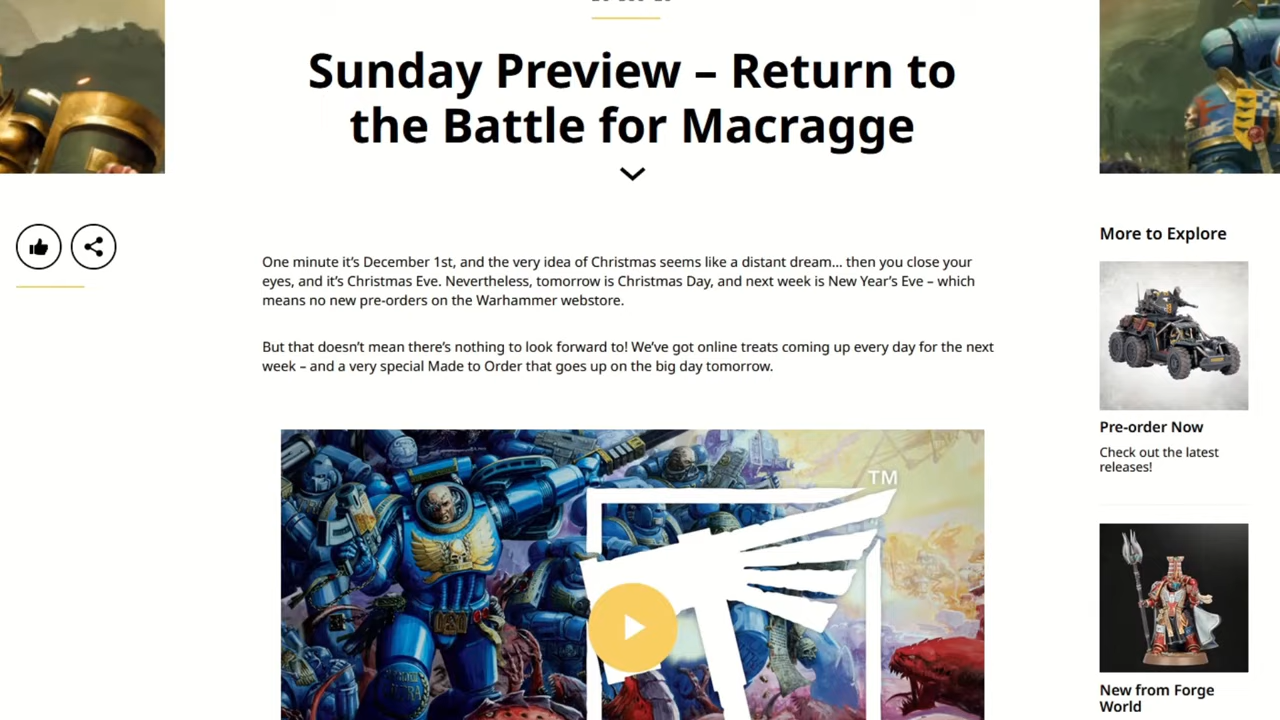 Sunday Preview – Return to
the Battle for Macragge
One minute it’s December 1st, and the very idea of Christmas seems like a distant dream… then you close your
eyes, and it’s Christmas Eve. Nevertheless, tomorrow is Christmas Day, and next week is New Year’s Eve – which
means no new pre-orders on the Warhammer webstore.
But that doesn’t mean there’s nothing to look forward to! We’ve got online treats coming up every day for the next
week – and a very special Made to Order that goes up on the big day tomorrow.
TM
More to Explore
Pre-order Now
Check out the latest
releases!
New from Forge
World